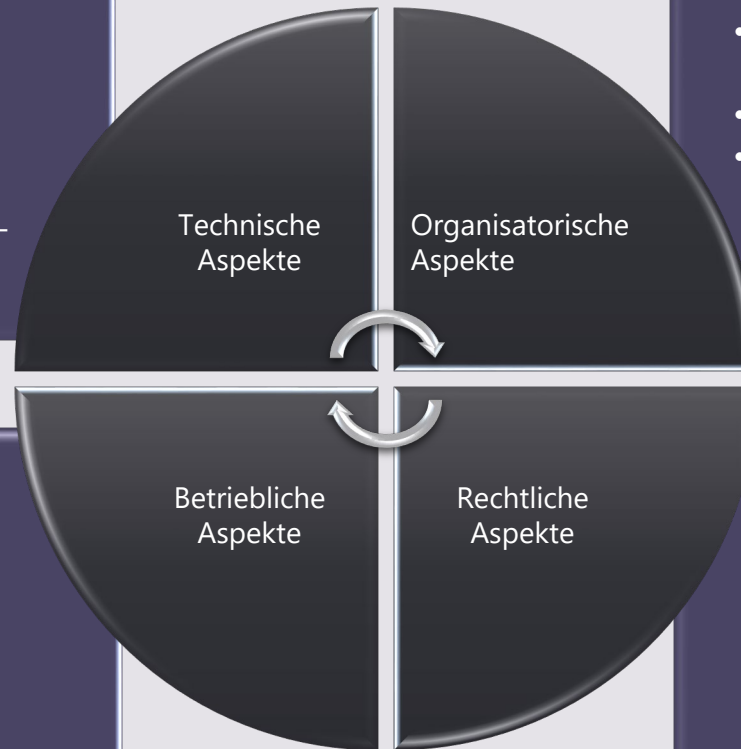 Technische
Aspekte
Organisatorische
Aspekte
Betriebliche
Aspekte
Rechtliche
Aspekte